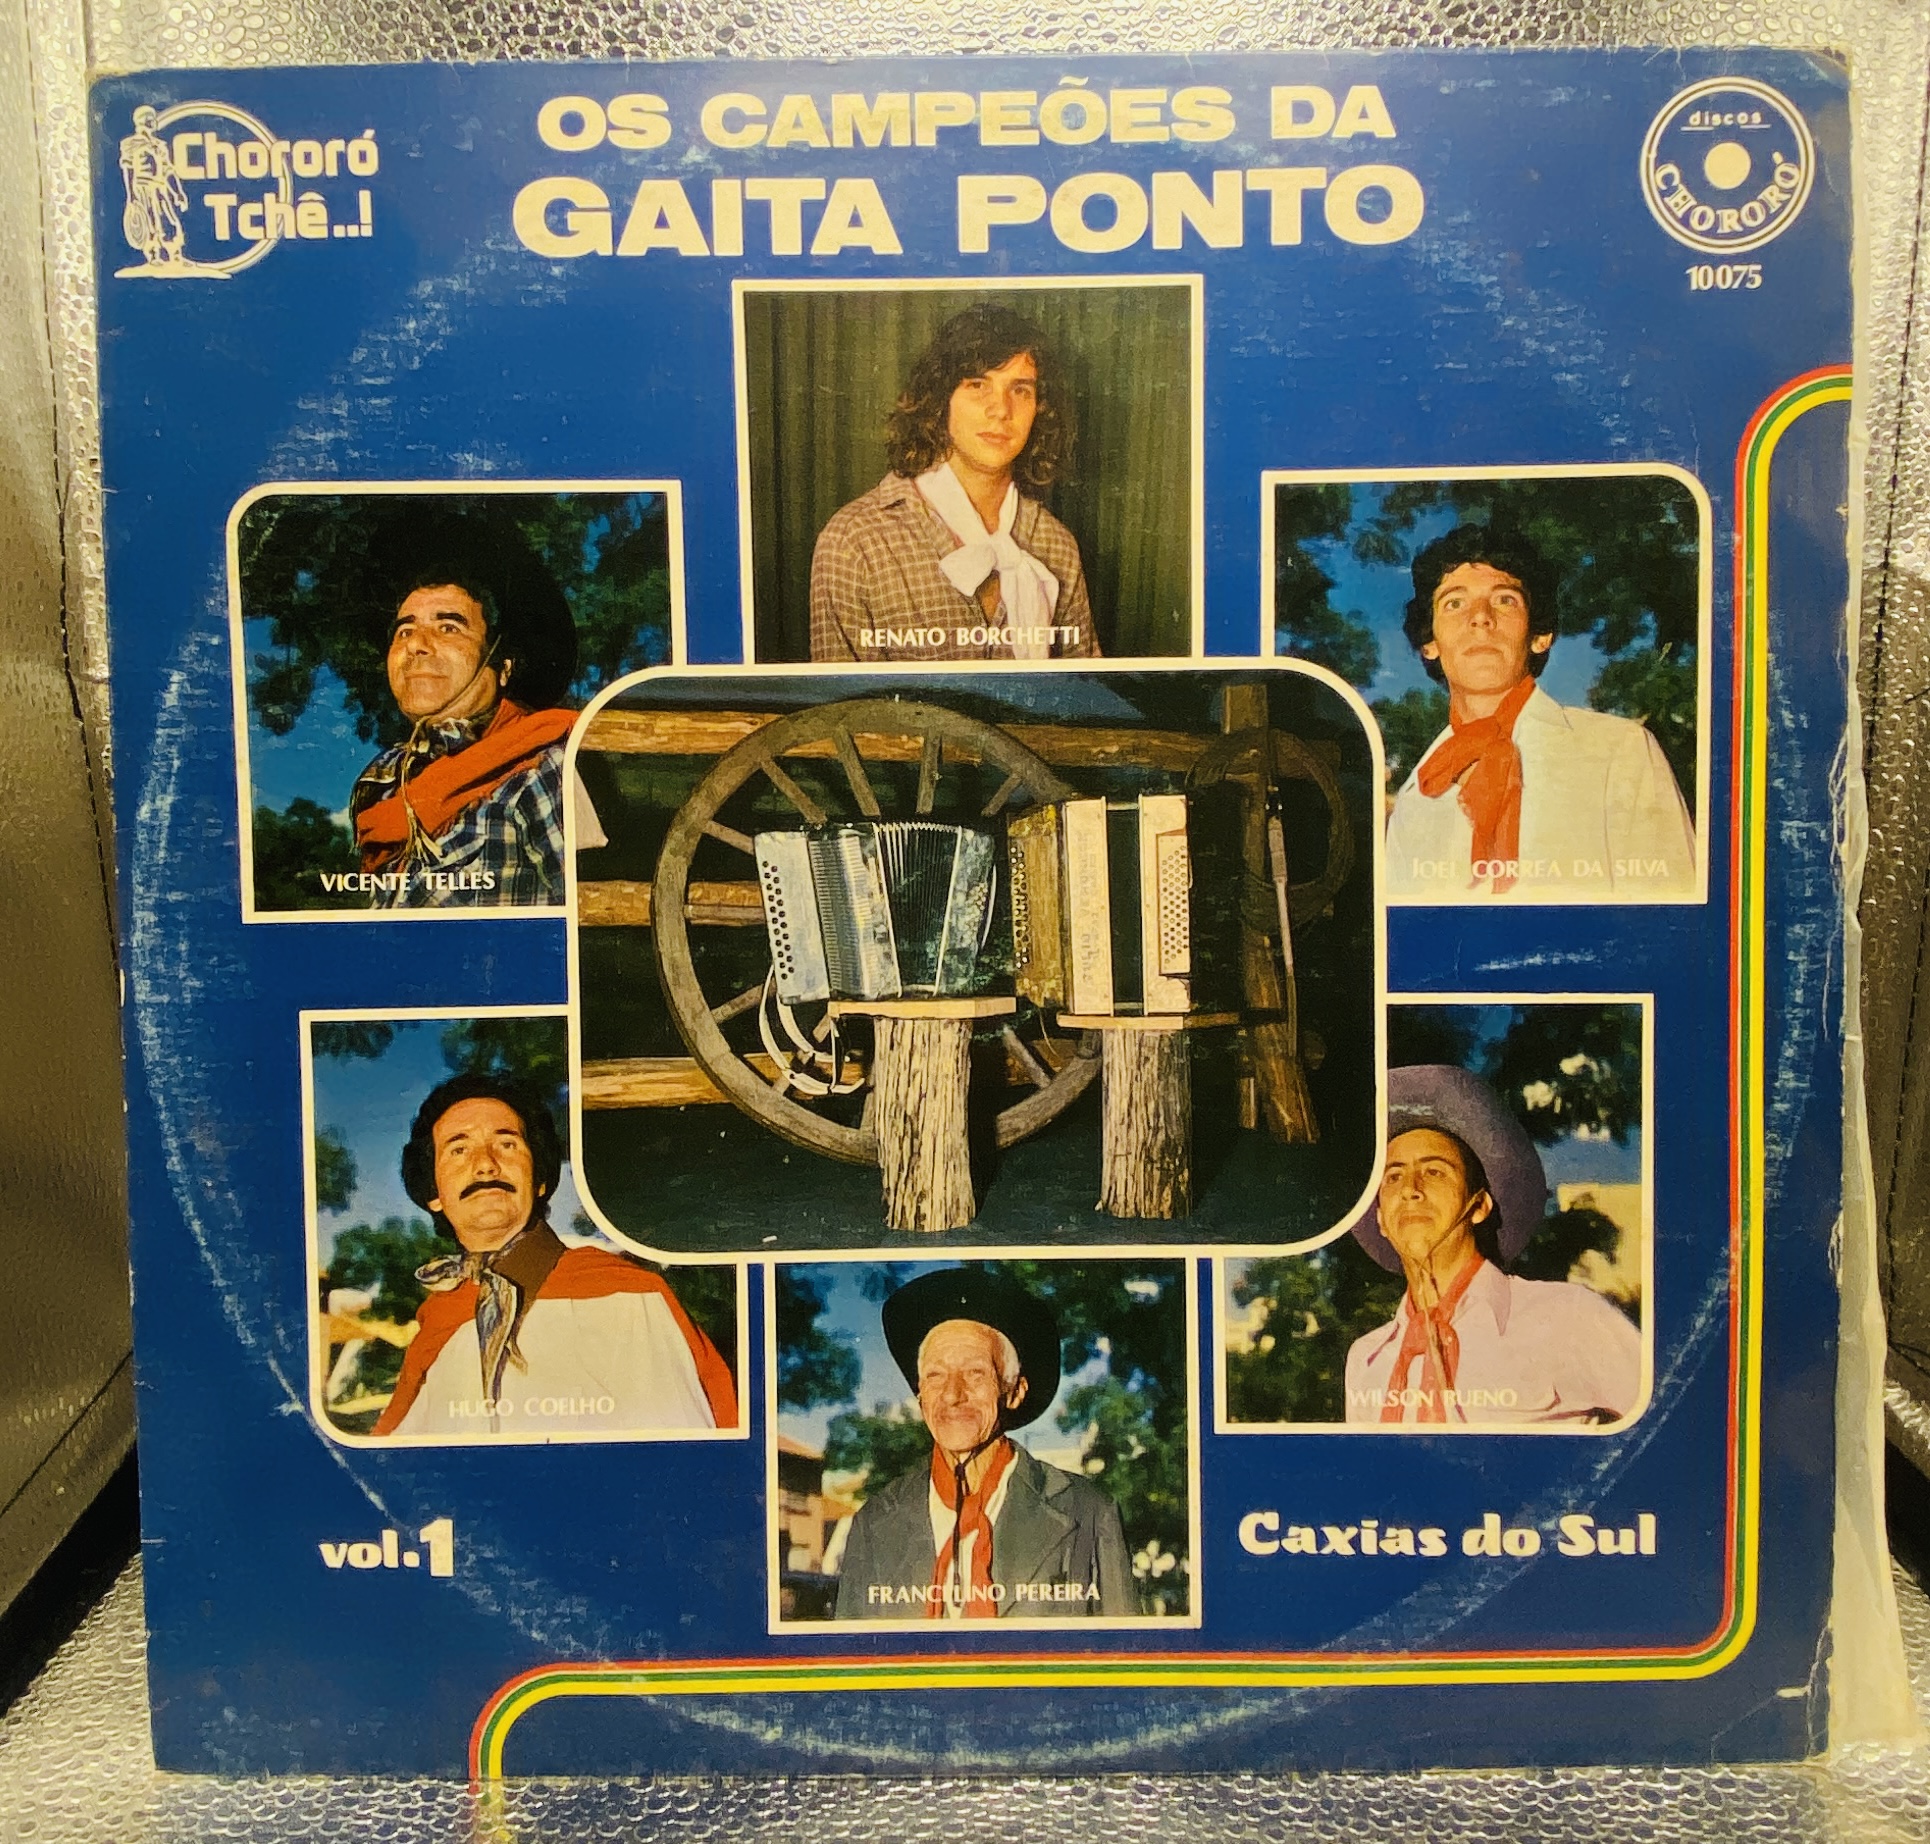 Chororó
Tchê..!
OS CAMPEÕES DA
GAITA PONTO
discos
CHORORÓ
10075
RENATO BORCHETTI
VICENTE TELLES
JOEL CORREA DA SILVA
HUGO COELHO
WILSON BUENO
FRANCELINO PEREIRA
vol.1
Caxias do Sul